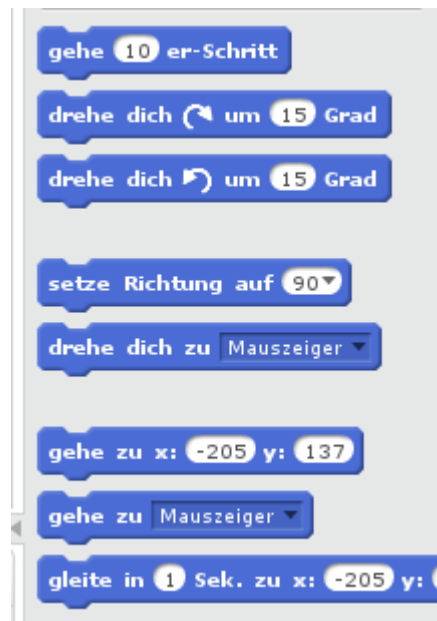 gehe 10 er-Schritt
drehe dich um 15 Grad
drehe dich um 15 Grad
setze Richtung auf 90
drehe dich zu Mauszeiger
gehe zu x: -205 y: 137
gehe zu Mauszeiger
gleite in 1 Sek. zu x: -205 y: